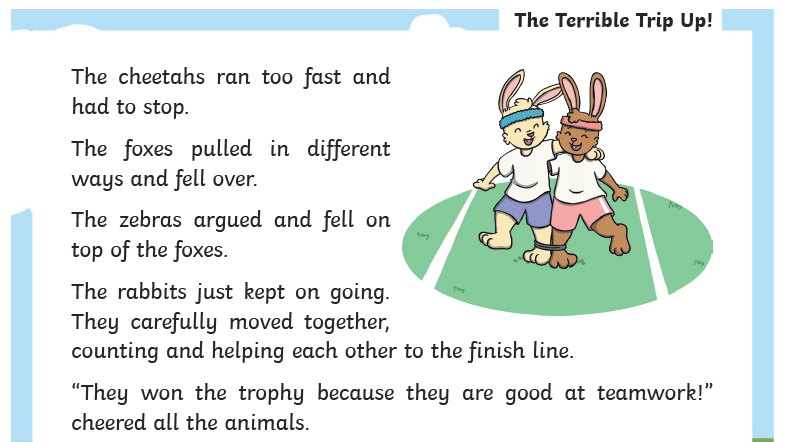 The Terrible Trip Up!
The cheetahs ran too fast and
had to stop.
The foxes pulled in different
ways and fell over.
The zebras argued and fell on
top of the foxes.
The rabbits just kept on going.
They carefully moved together,
counting and helping each other to the finish line.
“They won the trophy because they are good at teamwork!”
cheered all the animals.